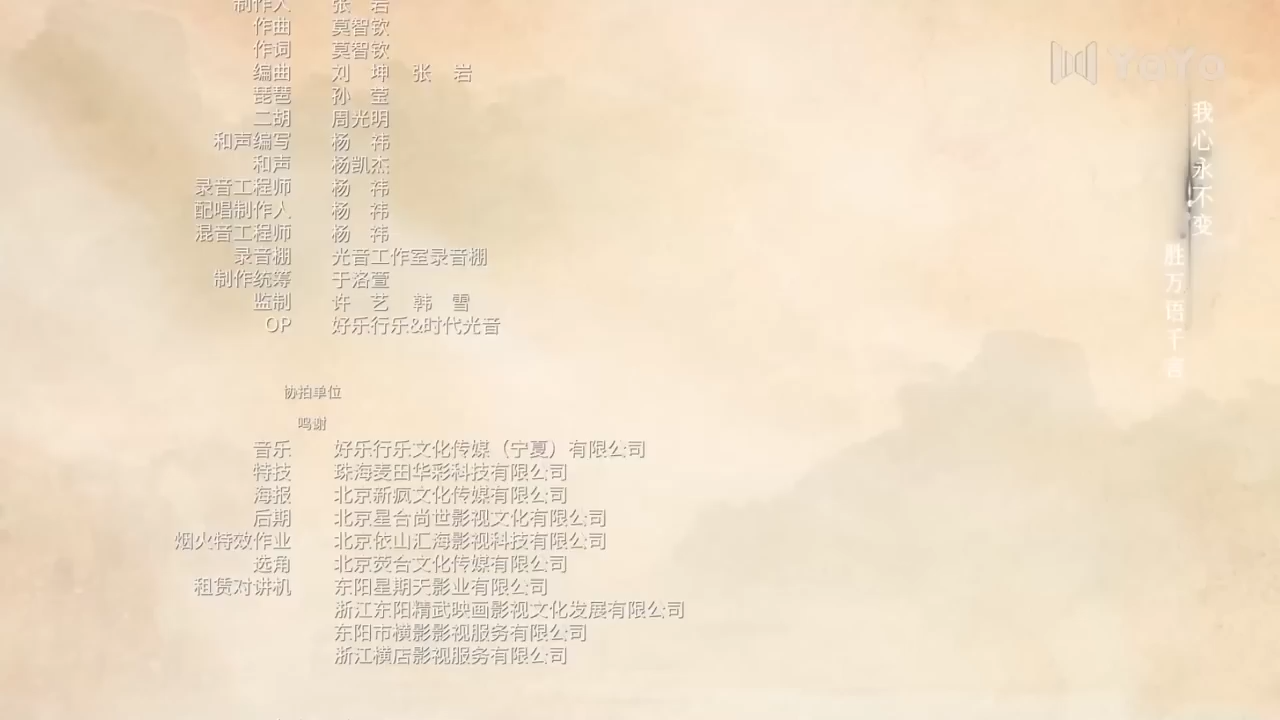 制作人 张 岩
作曲 莫智钦
作词 莫智钦
编曲 刘 坤 张 岩
琵琶 孙 莹
二胡 周光明
和声编写 杨 祎
和声 杨凯杰
录音工程师 杨 祎
配唱制作人 杨 祎
混音工程师 杨 祎
录音棚 光音工作室录音棚
制作统筹 于洛萱
监制 许 艺 韩 雪
OP 好乐行乐&时代光音
协拍单位
鸣谢
音乐 好乐行乐文化传媒（宁夏）有限公司
特技 珠海麦田华彩科技有限公司
海报 北京新疯文化传媒有限公司
后期 北京星合尚世影视文化有限公司
烟火特效作业 北京依山汇海影视科技有限公司
选角 北京荧合文化传媒有限公司
租赁对讲机 东阳星期天影业有限公司
浙江东阳精武映画影视文化发展有限公司
东阳市横影影视服务有限公司
浙江横店影视服务有限公司
YoYo
我心永不变
胜万语千言